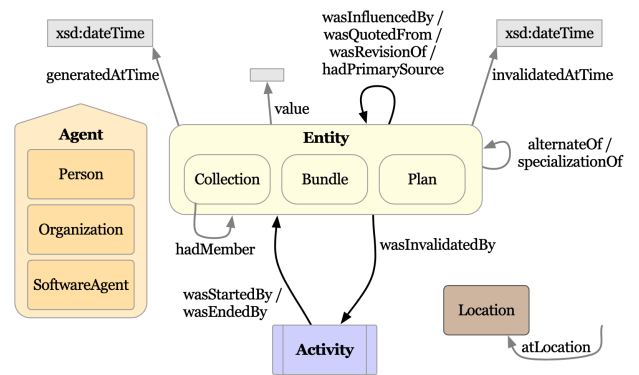 wasInfluencedBy /
wasQuotedFrom /
wasRevisionOf /
hadPrimarySource
xsd:dateTime
xsd:dateTime
generatedAtTime
invalidatedAtTime
value
Agent
Person
Organization
SoftwareAgent
Entity
Collection
Bundle
Plan
alternateOf /
specializationOf
hadMember
wasInvalidatedBy
wasStartedBy /
wasEndedBy
Activity
Location
atLocation